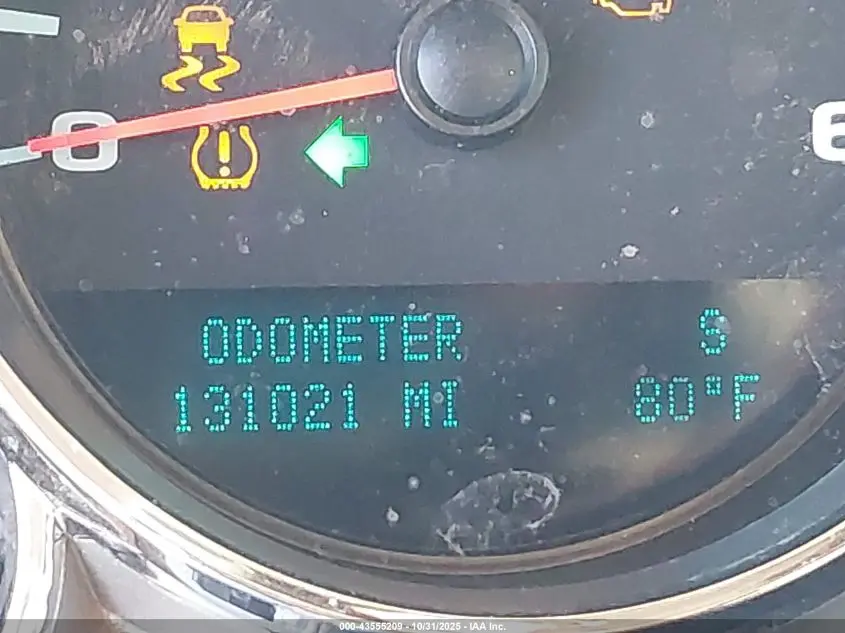 0
6
ODOMETER S
131021 MI 80°F
000-43555209 - 10/31/2025 - IAA Inc.